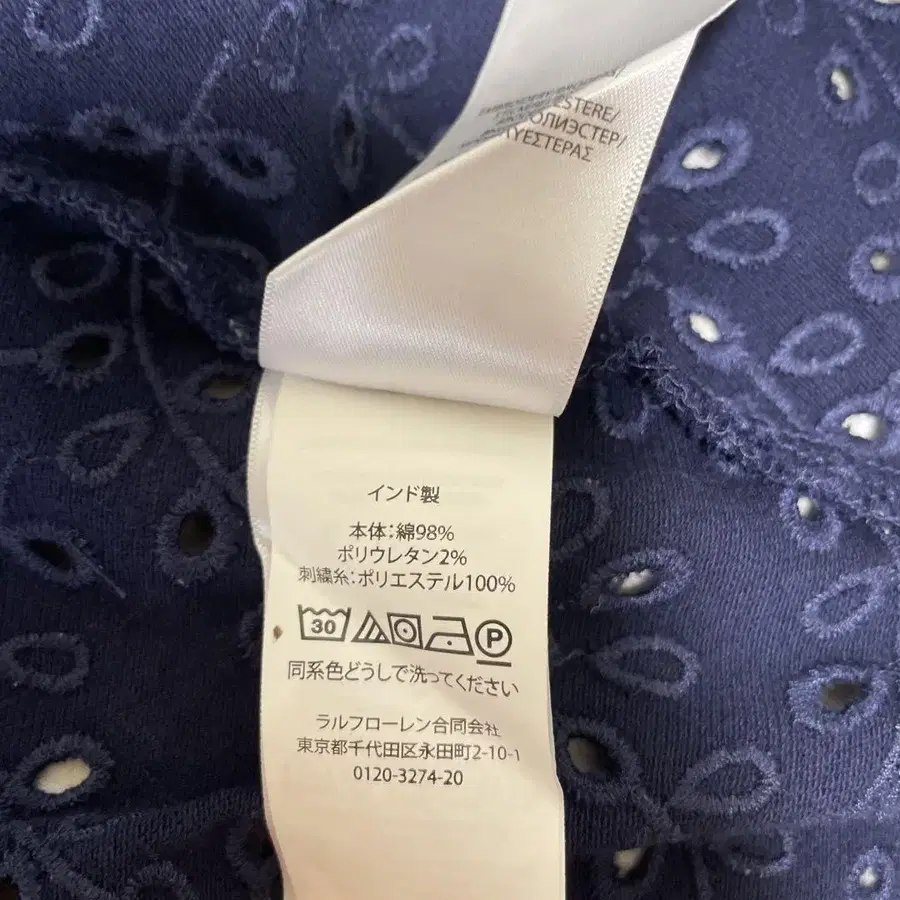 ESTERE/
ПОЛИЭСТЕР/
ΥΕΣΤΕΡΑΣ
インド製
本体:綿98%
ポリウレタン2%
刺繍糸:ポリエステル100%
30
P
同系色どうしで洗ってください
ラルフローレン合同会社
東京都千代田区永田町2-10-1
0120-3274-20